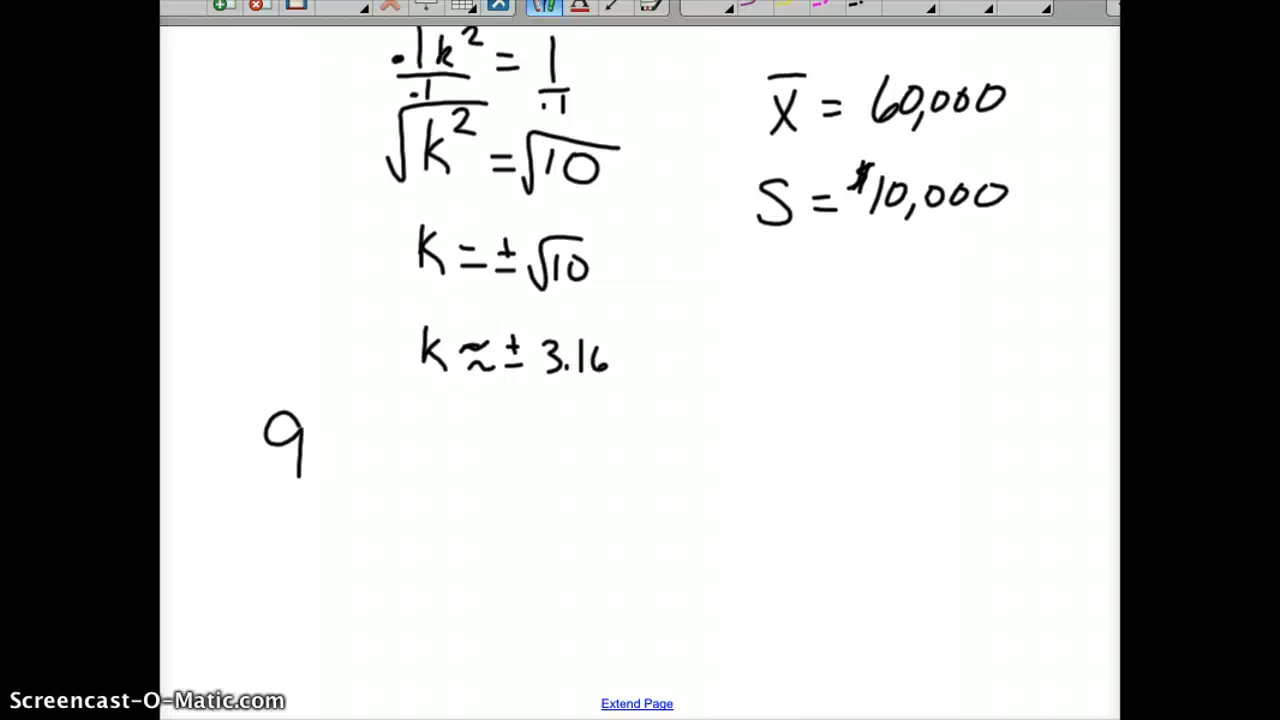 .1k² = 1
.1 .1
√k² = √10
k = ± √10
k ≈ ± 3.16
9
x̄ = 60,000
S = $10,000
Extend Page
Screencast-O-Matic.com